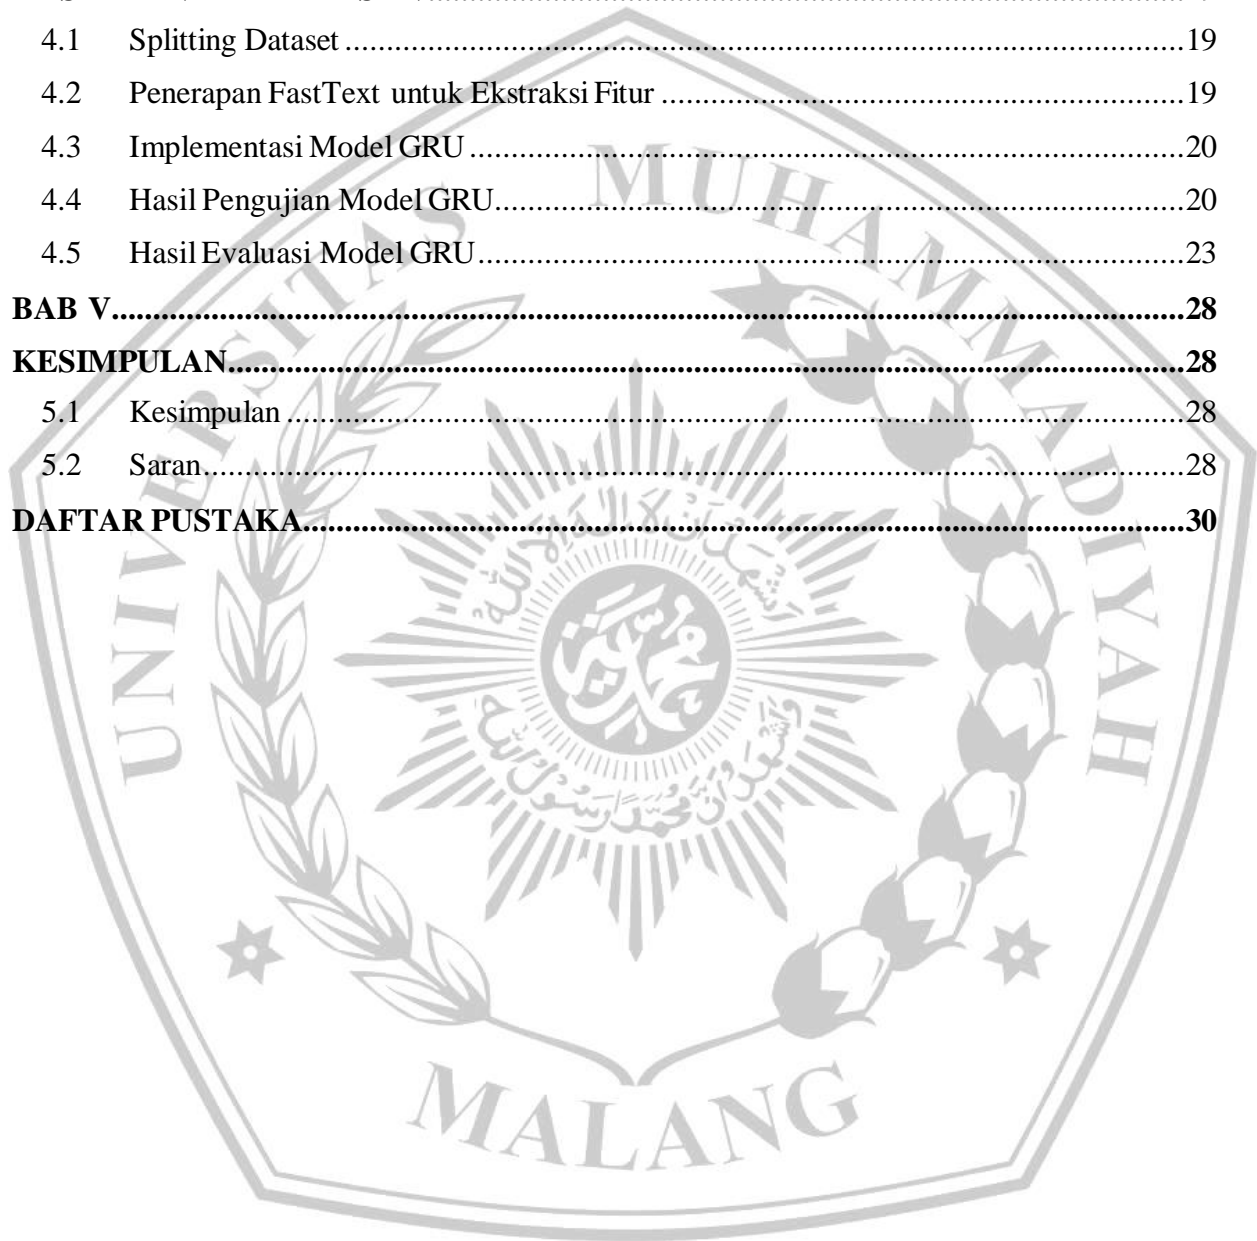 4.1 Splitting Dataset 19
4.2 Penerapan FastText untuk Ekstraksi Fitur 19
4.3 Implementasi Model GRU 20
4.4 Hasil Pengujian Model GRU 20
4.5 Hasil Evaluasi Model GRU 23
BAB V 28
KESIMPULAN 28
5.1 Kesimpulan 28
5.2 Saran 28
DAFTAR PUSTAKA 30
UNIVERSITAS MUHAMMADIYAH
MALANG